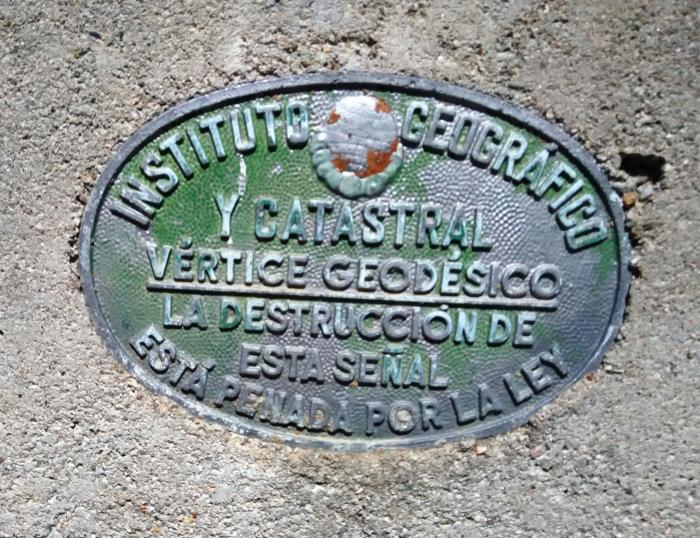 INSTITUTO GEOGRÁFICO
Y CATASTRAL
VÉRTICE GEODÉSICO
LA DESTRUCCIÓN DE
ESTA SEÑAL
ESTÁ PENADA POR LA LEY